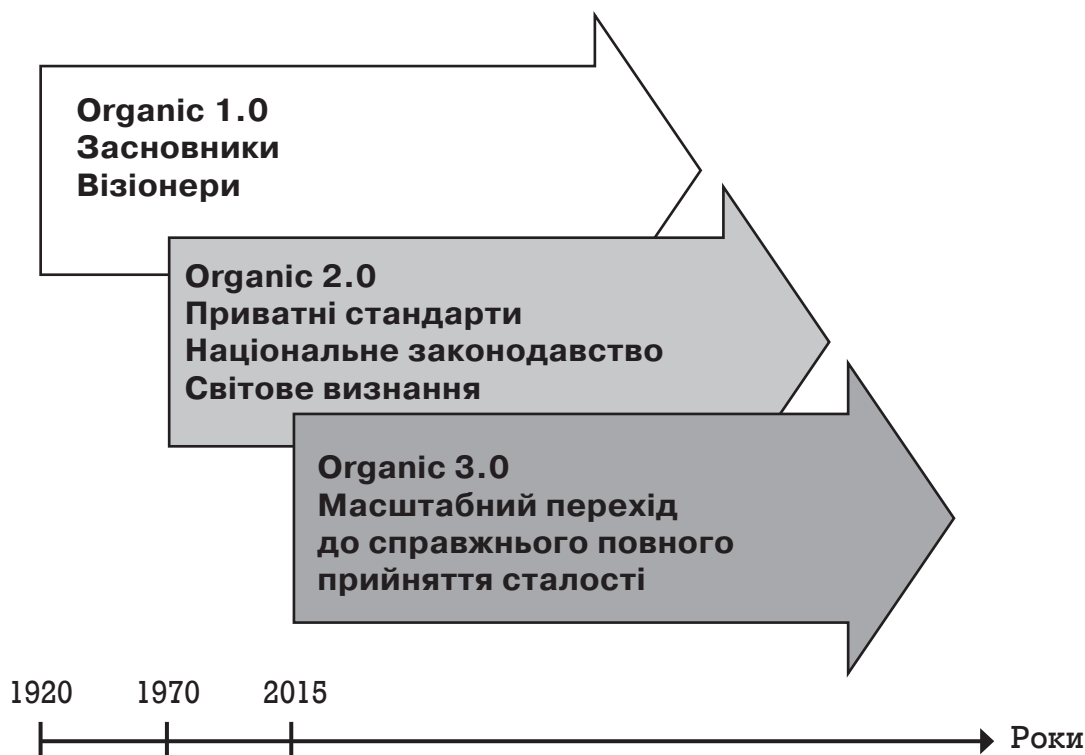 Organic 1.0
Засновники
Візіонери
Organic 2.0
Приватні стандарти
Національне законодавство
Світове визнання
Organic 3.0
Масштабний перехід
до справжнього повного
прийняття сталості
1920 1970 2015
Роки